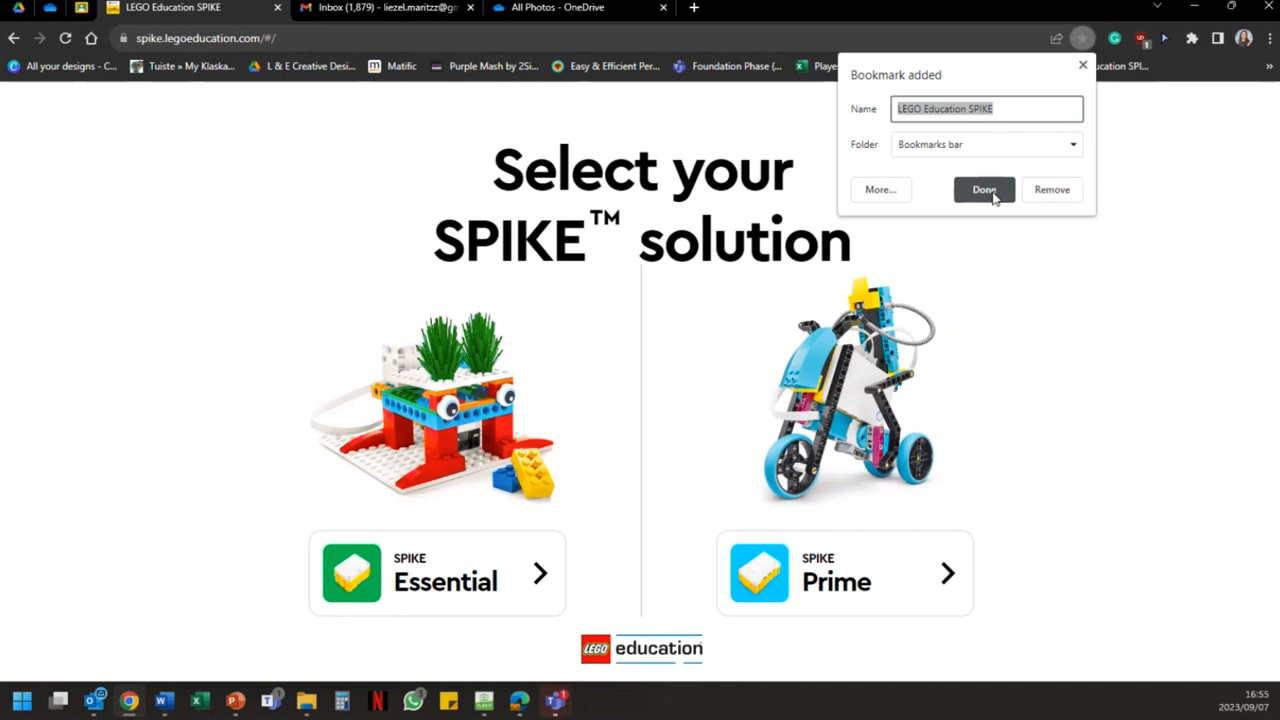 LEGO Education SPIKE
Inbox (1,879) - liezel.maritzz@gm
All Photos - OneDrive
spike.legoeducation.com/#/
1
All your designs - C...
Tuiste » My Klaska...
L & E Creative Desi...
Matific
Purple Mash by 2Si...
Easy & Efficient Per...
Foundation Phase (...
Playe
ucation SPI...
»
Bookmark added
Name
LEGO Education SPIKE
Folder
Bookmarks bar
More...
Done
Remove
Select your
SPIKE™ solution
SPIKE
Essential
SPIKE
Prime
LEGO education
16:55
2023/09/07